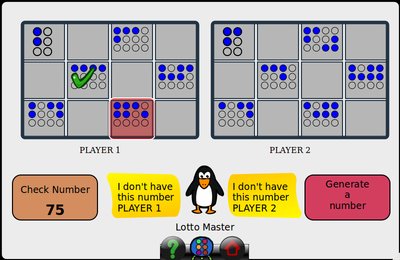 PLAYER 1
PLAYER 2
Check Number
75
I don't have
this number
PLAYER 1
I don't have
this number
PLAYER 2
Generate
a
number
Lotto Master
?